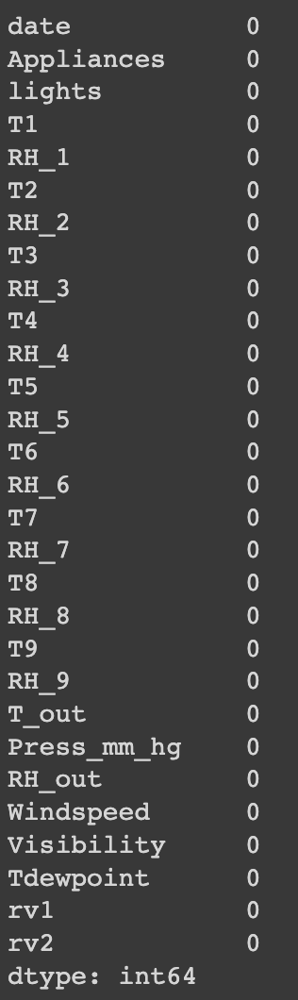 date 0
Appliances 0
lights 0
T1 0
RH_1 0
T2 0
RH_2 0
T3 0
RH_3 0
T4 0
RH_4 0
T5 0
RH_5 0
T6 0
RH_6 0
T7 0
RH_7 0
T8 0
RH_8 0
T9 0
RH_9 0
T_out 0
Press_mm_hg 0
RH_out 0
Windspeed 0
Visibility 0
Tdewpoint 0
rv1 0
rv2 0
dtype: int64